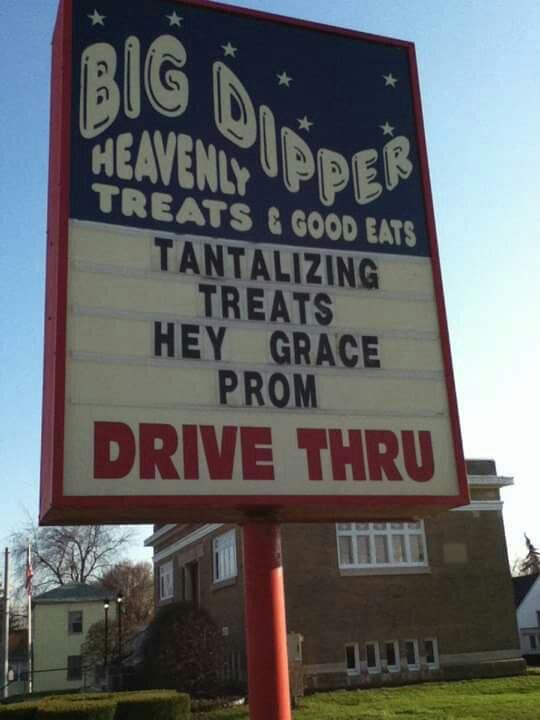 BIG DIPPER
HEAVENLY
TREATS & GOOD EATS
TANTALIZING
TREATS
HEY GRACE
PROM
DRIVE THRU